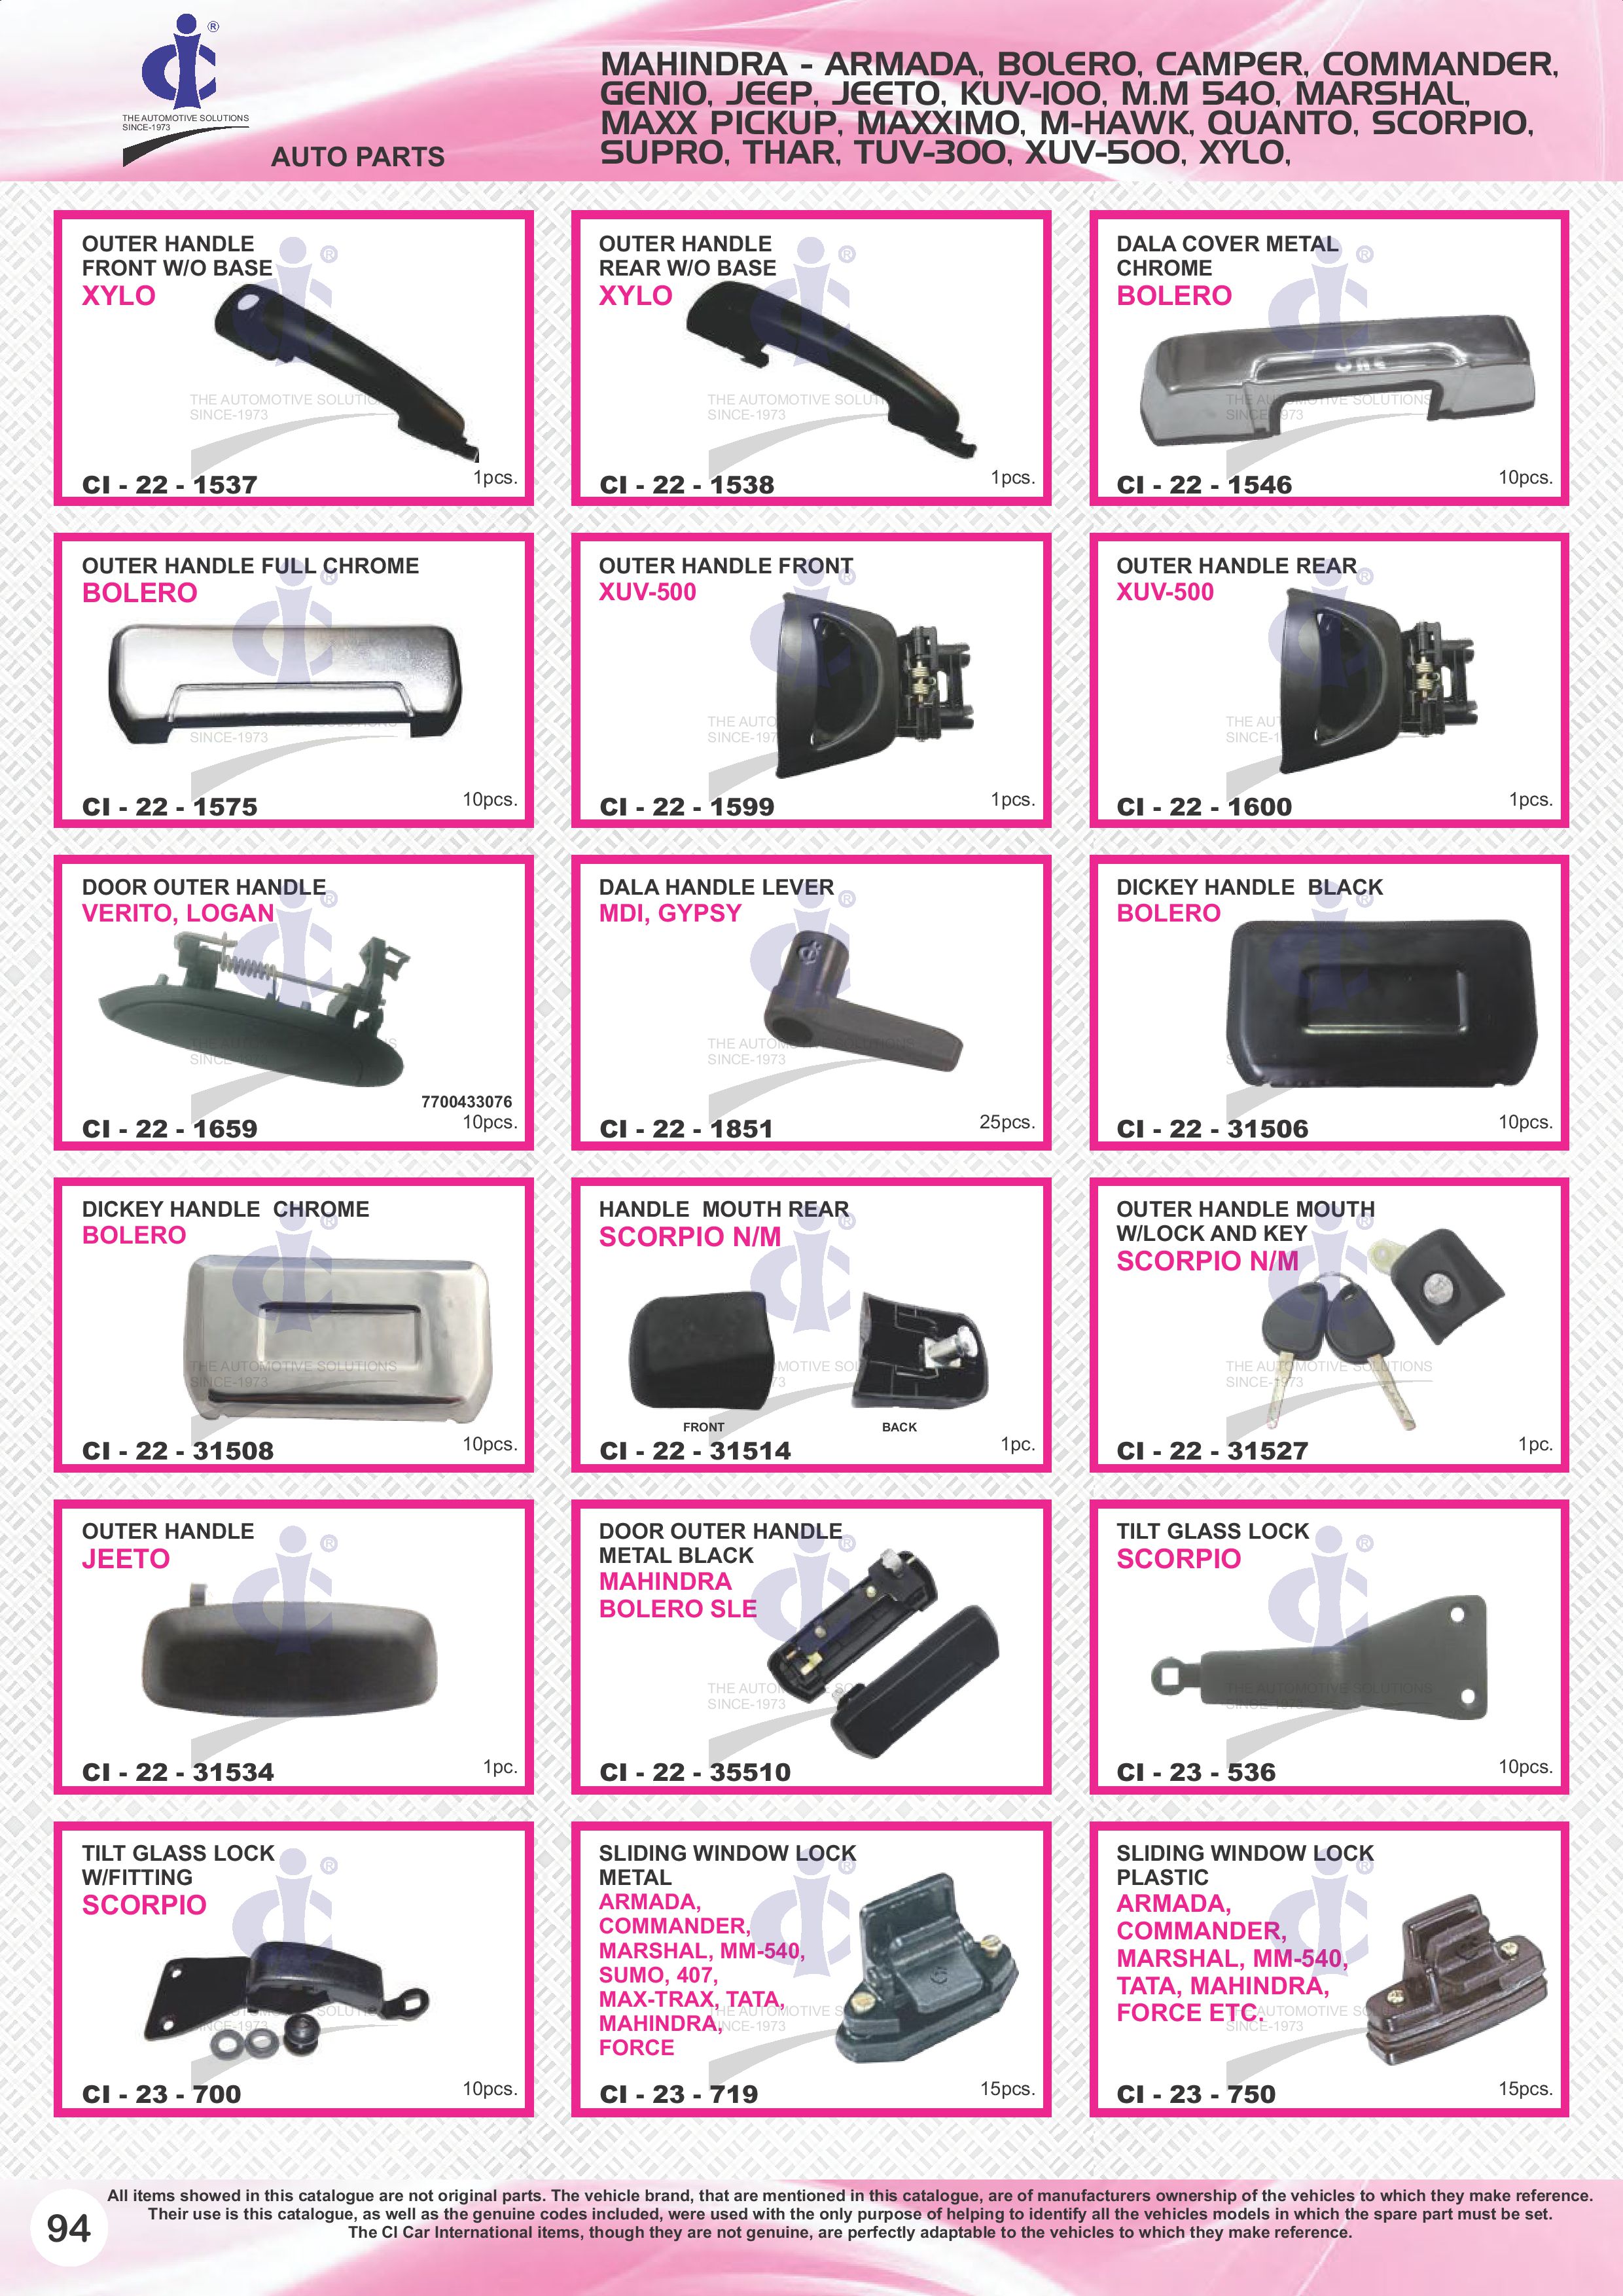 ®
THE AUTOMOTIVE SOLUTIONS
SINCE-1973
AUTO PARTS
MAHINDRA - ARMADA, BOLERO, CAMPER, COMMANDER,
GENIO, JEEP, JEETO, KUV-100, M.M 540, MARSHAL,
MAXX PICKUP, MAXXIMO, M-HAWK, QUANTO, SCORPIO,
SUPRO, THAR, TUV-300, XUV-500, XYLO,
OUTER HANDLE
FRONT W/O BASE
XYLO
CI - 22 - 1537
1pcs.
OUTER HANDLE
REAR W/O BASE
XYLO
CI - 22 - 1538
1pcs.
DALA COVER METAL
CHROME
BOLERO
CI - 22 - 1546
10pcs.
OUTER HANDLE FULL CHROME
BOLERO
CI - 22 - 1575
10pcs.
OUTER HANDLE FRONT
XUV-500
CI - 22 - 1599
1pcs.
OUTER HANDLE REAR
XUV-500
CI - 22 - 1600
1pcs.
DOOR OUTER HANDLE
VERITO, LOGAN
7700433076
CI - 22 - 1659
10pcs.
DALA HANDLE LEVER
MDI, GYPSY
CI - 22 - 1851
25pcs.
DICKEY HANDLE BLACK
BOLERO
CI - 22 - 31506
10pcs.
DICKEY HANDLE CHROME
BOLERO
CI - 22 - 31508
10pcs.
HANDLE MOUTH REAR
SCORPIO N/M
FRONT
BACK
CI - 22 - 31514
1pc.
OUTER HANDLE MOUTH
W/LOCK AND KEY
SCORPIO N/M
CI - 22 - 31527
1pc.
OUTER HANDLE
JEETO
CI - 22 - 31534
1pc.
DOOR OUTER HANDLE
METAL BLACK
MAHINDRA
BOLERO SLE
CI - 22 - 35510
TILT GLASS LOCK
SCORPIO
CI - 23 - 536
10pcs.
TILT GLASS LOCK
W/FITTING
SCORPIO
CI - 23 - 700
10pcs.
SLIDING WINDOW LOCK
METAL
ARMADA,
COMMANDER,
MARSHAL, MM-540,
SUMO, 407,
MAX-TRAX, TATA,
MAHINDRA,
FORCE
CI - 23 - 719
15pcs.
SLIDING WINDOW LOCK
PLASTIC
ARMADA,
COMMANDER,
MARSHAL, MM-540,
TATA, MAHINDRA,
FORCE ETC.
CI - 23 - 750
15pcs.
94
All items showed in this catalogue are not original parts. The vehicle brand, that are mentioned in this catalogue, are of manufacturers ownership of the vehicles to which they make reference.
Their use is this catalogue, as well as the genuine codes included, were used with the only purpose of helping to identify all the vehicles models in which the spare part must be set.
The CI Car International items, though they are not genuine, are perfectly adaptable to the vehicles to which they make reference.